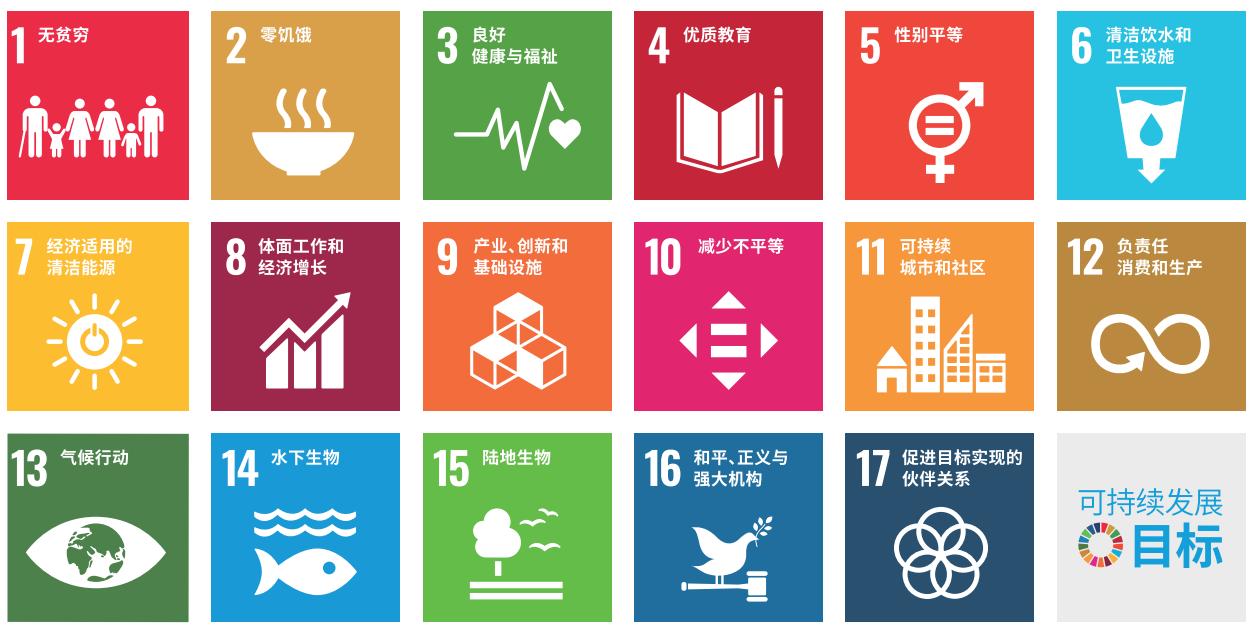 1 无贫穷
2 零饥饿
3 良好
健康与福祉
4 优质教育
5 性别平等
6 清洁饮水和
卫生设施
7 经济适用的
清洁能源
8 体面工作和
经济增长
9 产业、创新和
基础设施
10 减少不平等
11 可持续
城市和社区
12 负责任
消费和生产
13 气候行动
14 水下生物
15 陆地生物
16 和平、正义与
强大机构
17 促进目标实现的
伙伴关系
可持续发展
目标